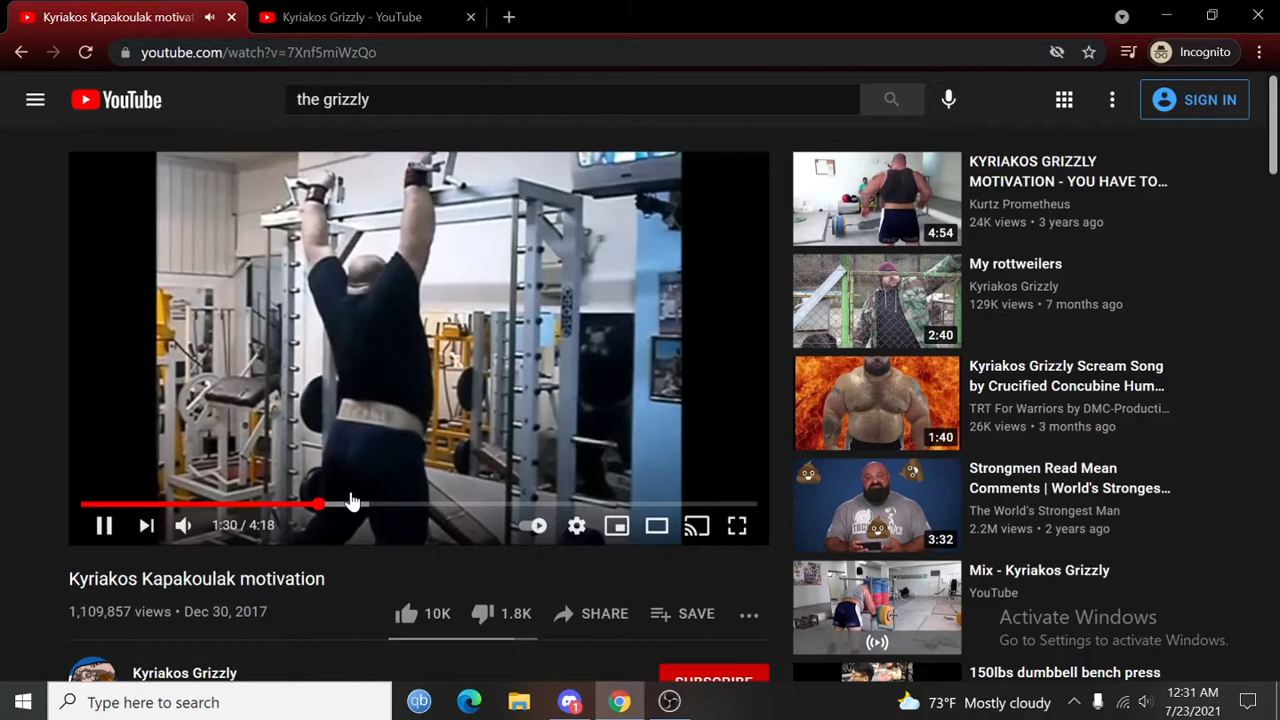 Kyriakos Kapakoulak motivat
Kyriakos Grizzly - YouTube
youtube.com/watch?v=7Xnf5miWzQo
Incognito
YouTube
the grizzly
SIGN IN
1:30 / 4:18
Kyriakos Kapakoulak motivation
1,109,857 views • Dec 30, 2017
10K
1.8K
SHARE
SAVE
Kyriakos Grizzly
SUBSCRIBE
4:54
KYRIAKOS GRIZZLY
MOTIVATION - YOU HAVE TO...
Kurtz Prometheus
24K views • 3 years ago
2:40
My rottweilers
Kyriakos Grizzly
129K views • 7 months ago
1:40
Kyriakos Grizzly Scream Song
by Crucified Concubine Hum...
TRT For Warriors by DMC-Producti...
26K views • 3 months ago
3:32
Strongmen Read Mean
Comments | World's Stronges...
The World's Strongest Man
2.2M views • 2 years ago
Mix - Kyriakos Grizzly
YouTube
Activate Windows
Go to Settings to activate Windows.
150lbs dumbbell bench press
Type here to search
qb
1
73°F Mostly cloudy
12:31 AM
7/23/2021